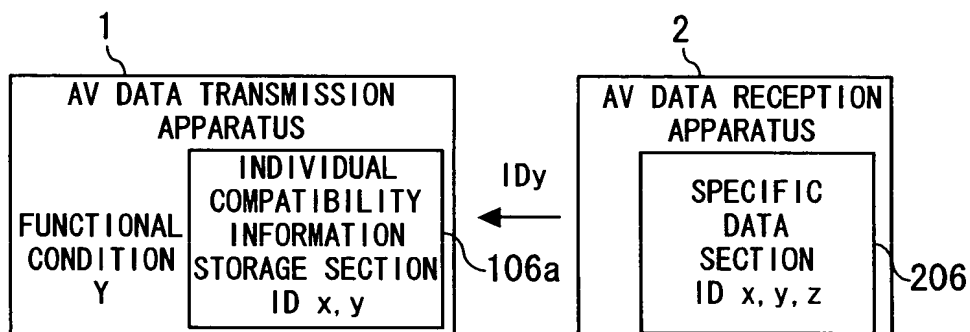 1
AV DATA TRANSMISSION
APPARATUS
FUNCTIONAL
CONDITION
Y
INDIVIDUAL
COMPATIBILITY
INFORMATION
STORAGE SECTION
ID x, y
106a
IDy
2
AV DATA RECEPTION
APPARATUS
SPECIFIC
DATA
SECTION
ID x, y, z
206